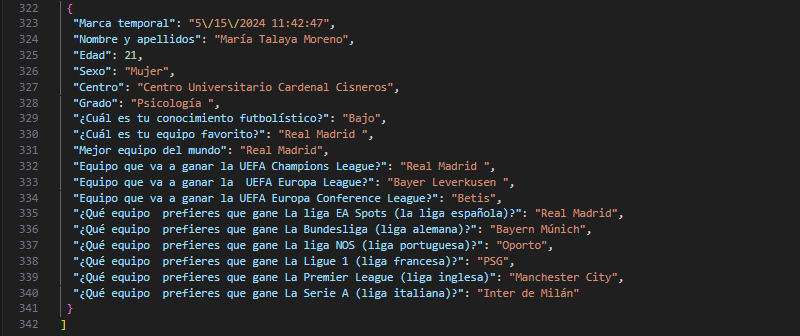 322 {
323 "Marca temporal": "5\/15\/2024 11:42:47",
324 "Nombre y apellidos": "María Talaya Moreno",
325 "Edad": 21,
326 "Sexo": "Mujer",
327 "Centro": "Centro Universitario Cardenal Cisneros",
328 "Grado": "Psicología ",
329 "¿Cuál es tu conocimiento futbolístico?": "Bajo",
330 "¿Cuál es tu equipo favorito?": "Real Madrid ",
331 "Mejor equipo del mundo": "Real Madrid",
332 "Equipo que va a ganar la UEFA Champions League?": "Real Madrid ",
333 "Equipo que va a ganar la  UEFA Europa League?": "Bayer Leverkusen ",
334 "Equipo que va a ganar la UEFA Europa Conference League?": "Betis",
335 "¿Qué equipo  prefieres que gane La liga EA Spots (la liga española)?": "Real Madrid",
336 "¿Qué equipo  prefieres que gane La Bundesliga (liga alemana)?": "Bayern Múnich",
337 "¿Qué equipo  prefieres que gane La liga NOS (liga portuguesa)?": "Oporto",
338 "¿Qué equipo  prefieres que gane La Ligue 1 (liga francesa)?": "PSG",
339 "¿Qué equipo  prefieres que gane La Premier League (liga inglesa)": "Manchester City",
340 "¿Qué equipo  prefieres que gane La Serie A (liga italiana)?": "Inter de Milán"
341 }
342 ]